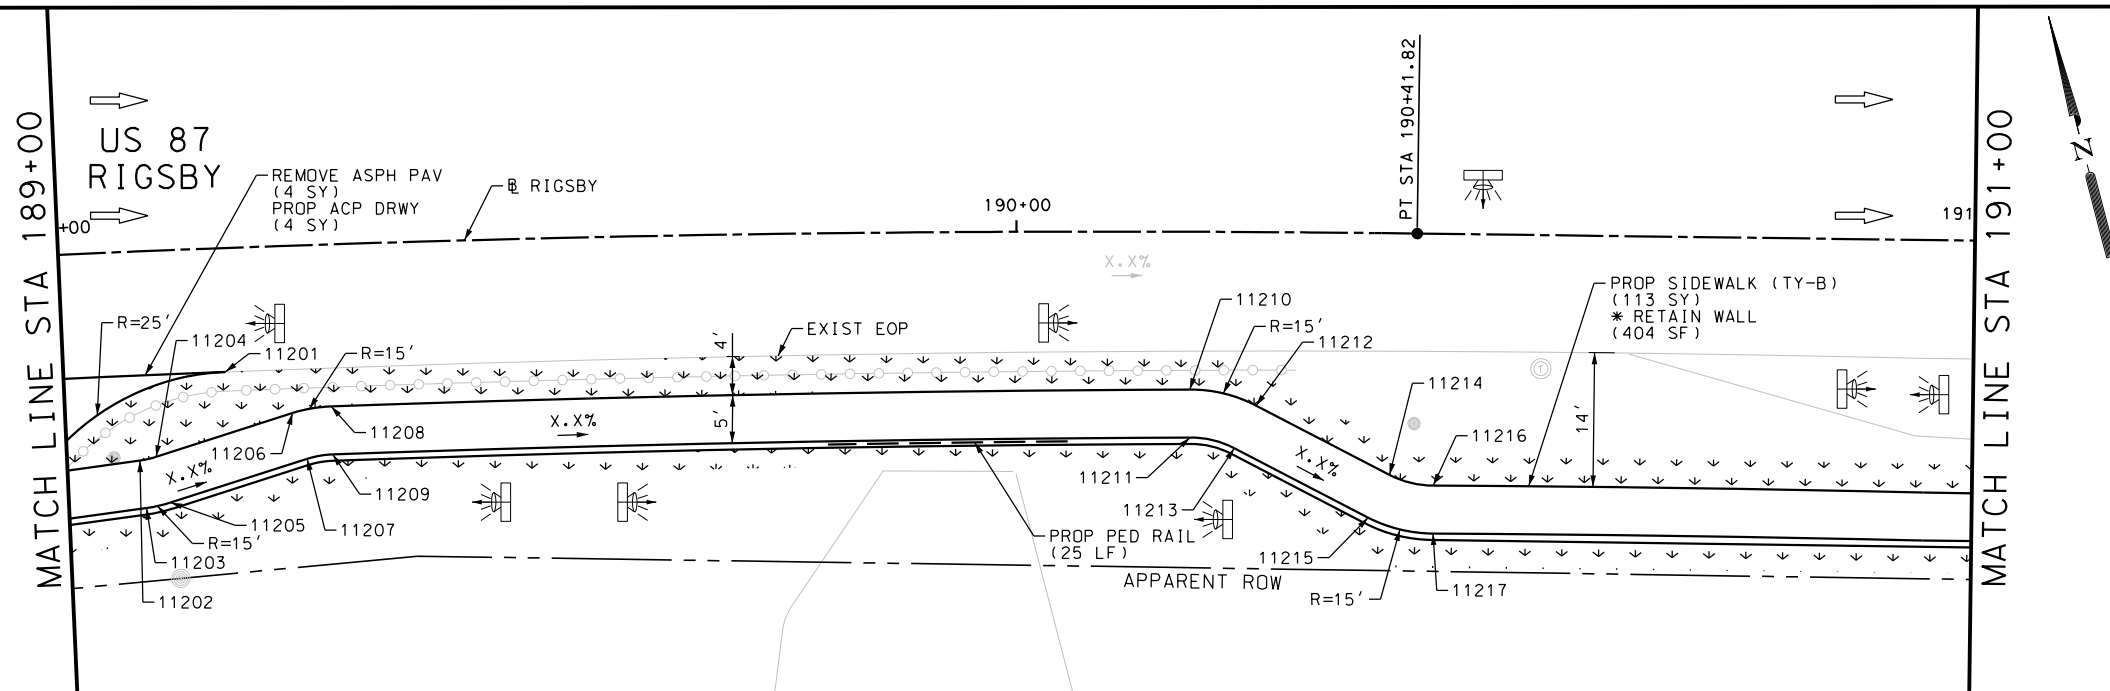 MATCH LINE STA 189+00
US 87
RIGSBY
+00
REMOVE ASPH PAV
(4 SY)
PROP ACP DRWY
(4 SY)
RIGSBY
190+00
PT STA 190+41.82
191
MATCH LINE STA 191+00
N
X.X%
PROP SIDEWALK (TY-B)
(113 SY)
* RETAIN WALL
(404 SF)
R=25'
11204
11201
R=15'
EXIST EOP
4'
11210
R=15'
11212
11214
14'
11216
5'
X.X%
11208
11206
X.X%
11209
11205
11207
R=15'
11203
11202
11211
X.X%
11213
PROP PED RAIL
(25 LF)
11215
APPARENT ROW
R=15'
11217
T